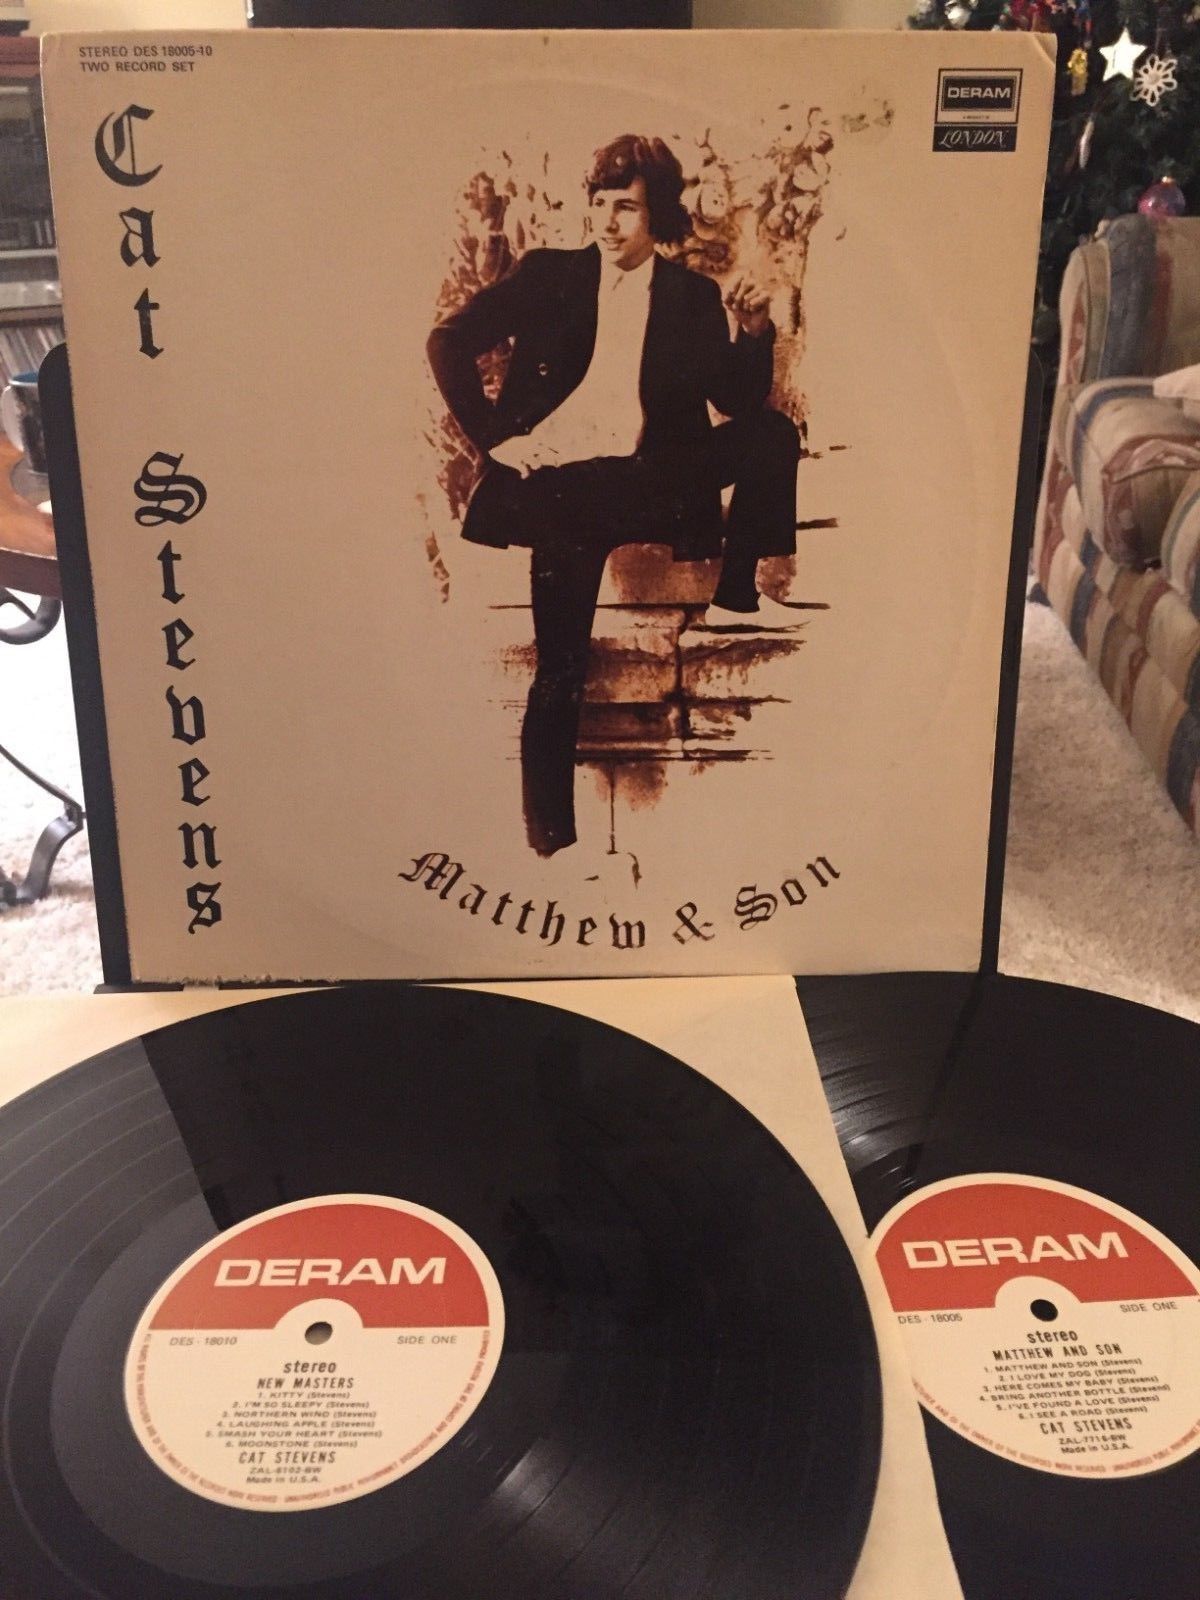 STEREO DES 18005-10
TWO RECORD SET
DERAM
LONDON
Cat Stevens
Matthew & Son
DERAM
DES - 18010 SIDE ONE
stereo
NEW MASTERS
1. KITTY (Stevens)
2. I'M SO SLEEPY (Stevens)
3. NORTHERN WIND (Stevens)
4. LAUGHING APPLE (Stevens)
5. SMASH YOUR HEART (Stevens)
6. MOONSTONE (Stevens)
CAT STEVENS
ZAL-8102-BW
Made in U.S.A.
DERAM
DES - 18005 SIDE ONE
stereo
MATTHEW AND SON
1. MATTHEW AND SON (Stevens)
2. I LOVE MY DOG (Stevens)
3. HERE COMES MY BABY (Stevens)
4. BRING ANOTHER BOTTLE (Stevens)
5. I'VE FOUND A LOVE (Stevens)
6. I SEE A ROAD (Stevens)
CAT STEVENS
ZAL-7716-BW
Made in U.S.A.